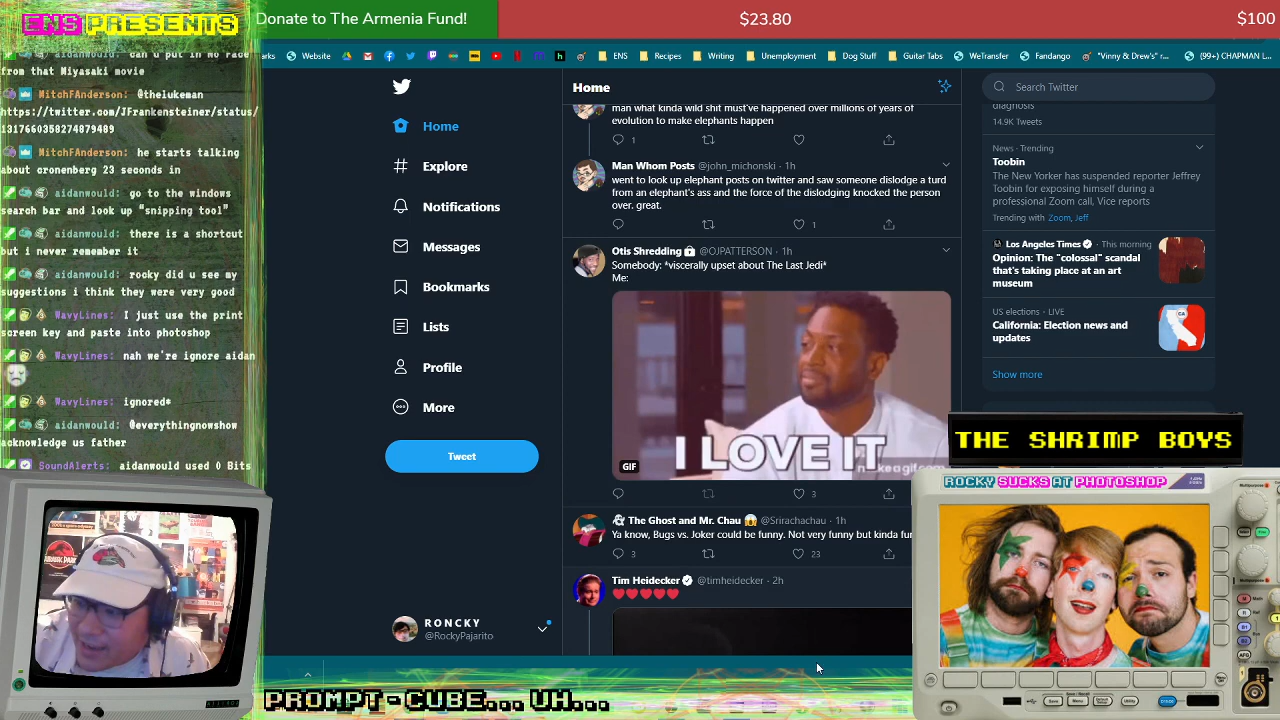 ENS PRESENTS
Donate to The Armenia Fund!
$23.80
$100
arks
Website
ENS
Recipes
Writing
Unemployment
Dog Stuff
Guitar Tabs
WeTransfer
Fandango
"Vinny & Drew's" r...
(99+) CHAPMAN L...
aidanwould: can u put in No Face
from that Miyasaki movie
MitchFAnderson: @thelukeman
https://twitter.com/JFrankensteiner/status/
1317660358274879489
MitchFAnderson: he starts talking
about cronenberg 23 seconds in
aidanwould: go to the windows
search bar and look up "snipping tool"
aidanwould: there is a shortcut
but i never remember it
aidanwould: rocky did u see my
suggestions i think they were very good
WavyLines: I just use the print
screen key and paste into photoshop
WavyLines: nah we're ignore aidan
WavyLines: ignored*
aidanwould: @everythingnowshow
acknowledge us father
SoundAlerts: aidanwould used 0 Bits
Home
Explore
Notifications
Messages
Bookmarks
Lists
Profile
More
Tweet
RONCKY
@RockyPajarito
Home
man what kinda wild shit must've happened over millions of years of
evolution to make elephants happen
1
Man Whom Posts @john_michonski · 1h
went to look up elephant posts on twitter and saw someone dislodge a turd
from an elephant's ass and the force of the dislodging knocked the person
over. great.
1
Otis Shredding @OJPATTERSON · 1h
Somebody: *viscerally upset about The Last Jedi*
Me:
I LOVE IT
GIF
3
The Ghost and Mr. Chau @Srirachachau · 1h
Ya know, Bugs vs. Joker could be funny. Not very funny but kinda fun
3
23
Tim Heidecker @timheidecker · 2h
Search Twitter
diagnosis
14.9K Tweets
News · Trending
Toobin
The New Yorker has suspended reporter Jeffrey
Toobin for exposing himself during a
professional Zoom call, Vice reports
Trending with Zoom, Jeff
Los Angeles Times · This morning
Opinion: The "colossal" scandal
that's taking place at an art
museum
US elections · LIVE
California: Election news and
updates
Show more
THE SHRIMP BOYS
ROCKY SUCKS AT PHOTOSHOP
PROMPT-CUBE... UH...